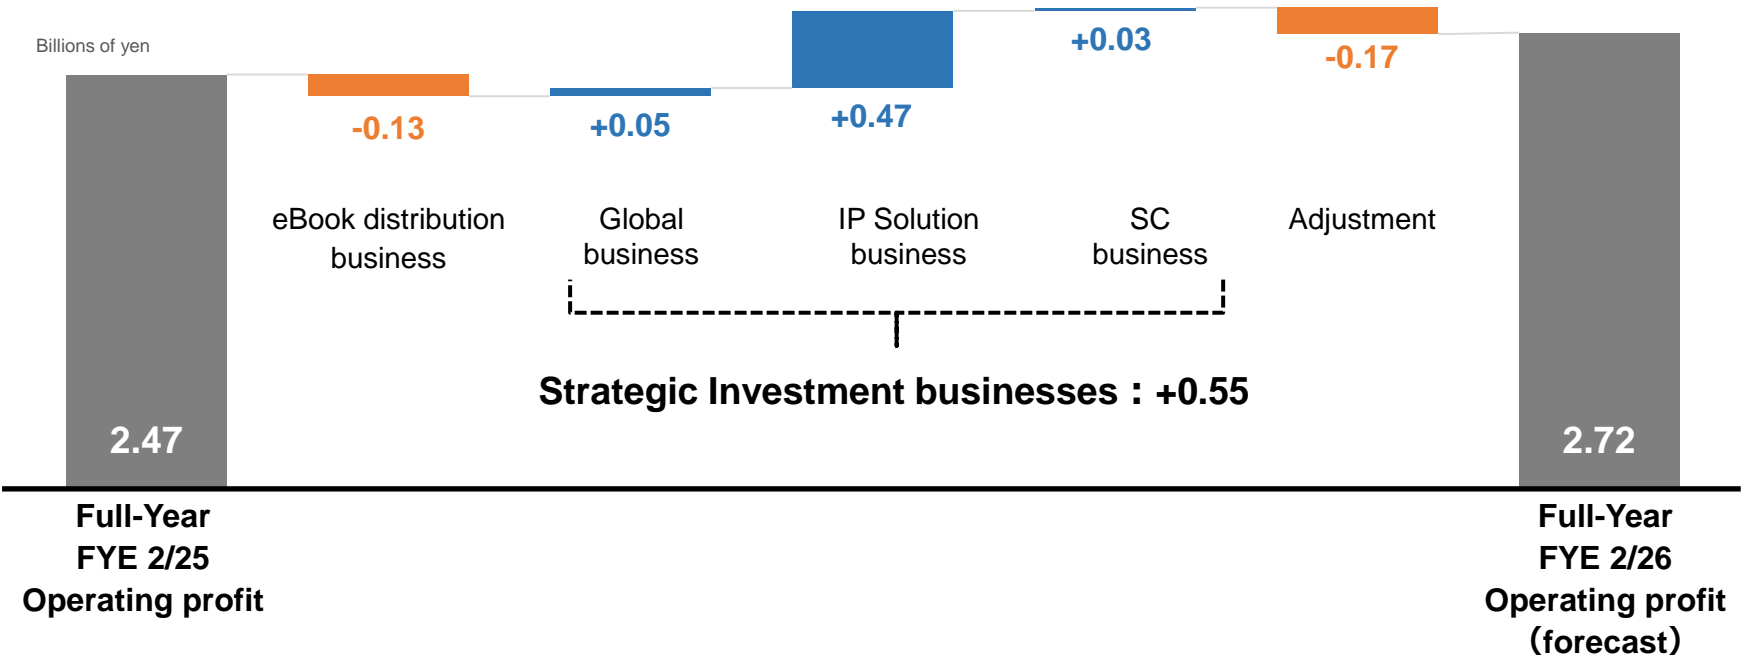 Billions of yen
+0.03
-0.17
-0.13
+0.05
+0.47
eBook distribution
business
Global
business
IP Solution
business
SC
business
Adjustment
Strategic Investment businesses：+0.55
2.47
2.72
Full-Year
FYE 2/25
Operating profit
Full-Year
FYE 2/26
Operating profit
（forecast）